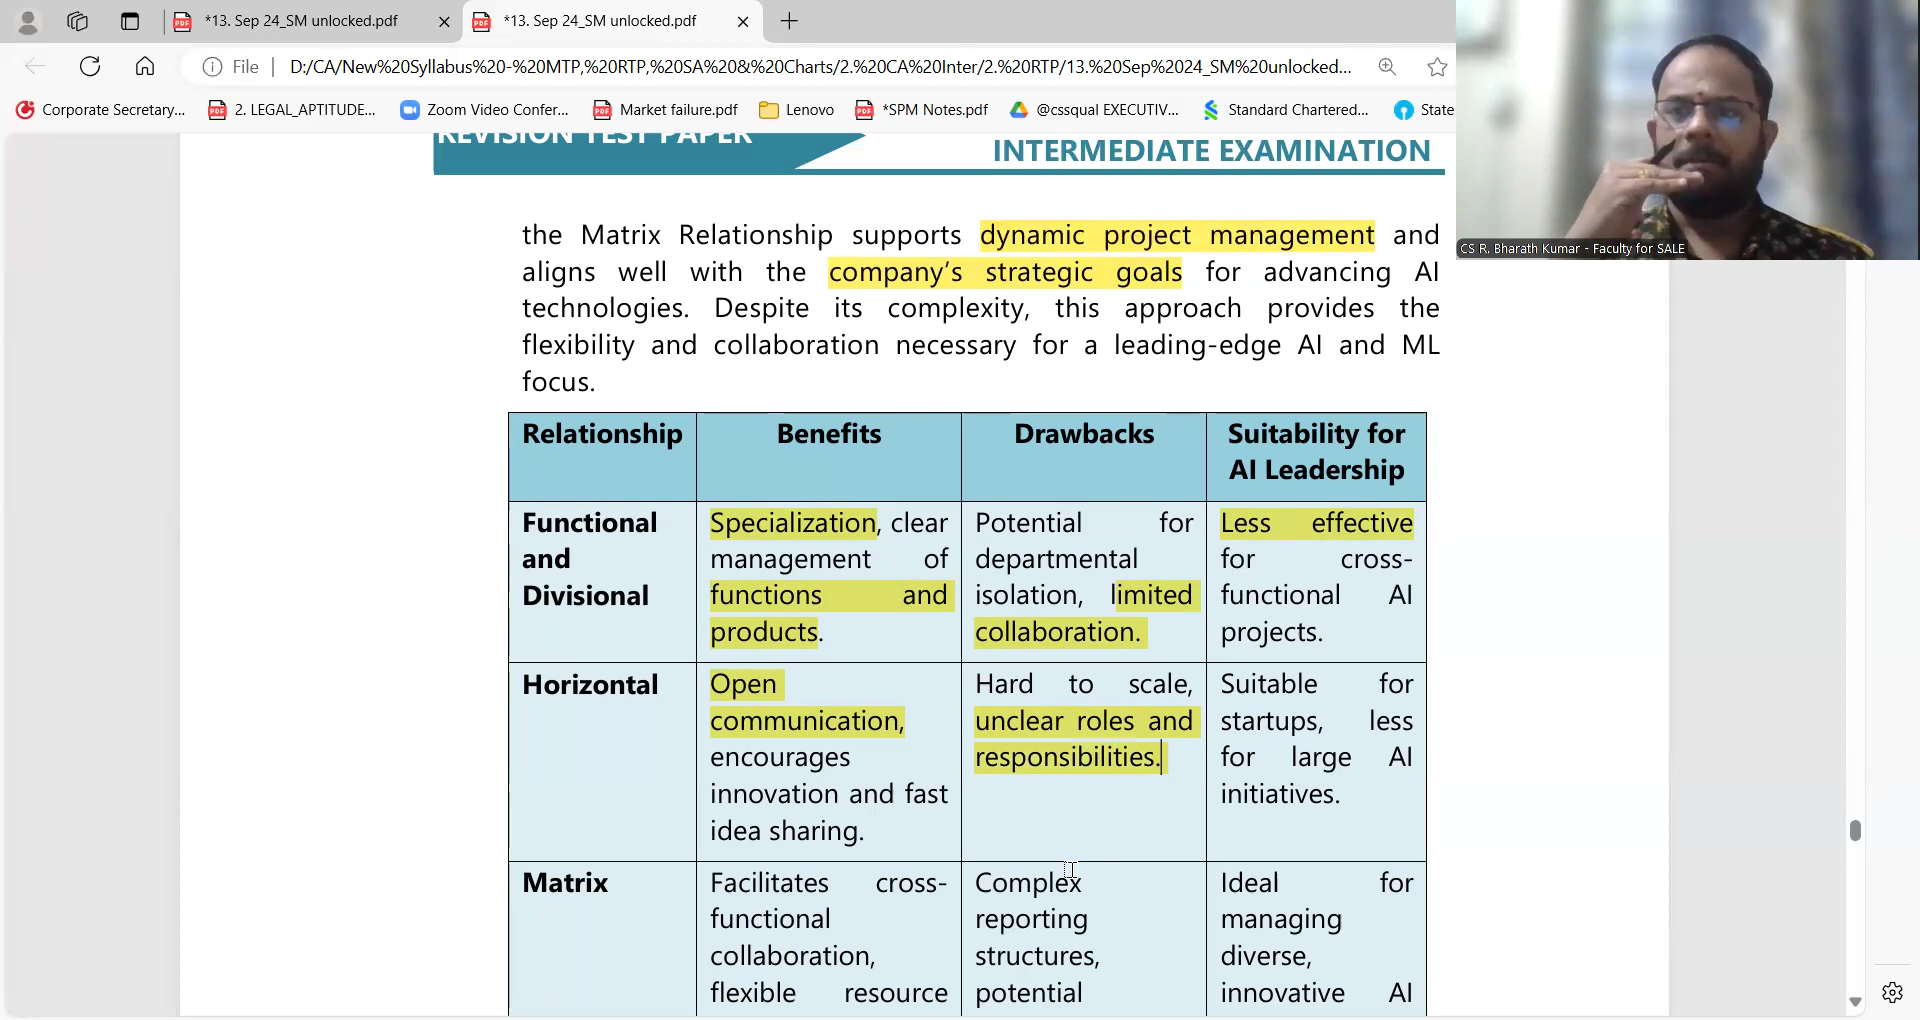 *13. Sep 24_SM unlocked.pdf
*13. Sep 24_SM unlocked.pdf
File
D:/CA/New%20Syllabus%20-%20MTP,%20RTP,%20SA%20&%20Charts/2.%20CA%20Inter/2.%20RTP/13.%20Sep%2024_SM%20unlocked...
Corporate Secretary... 2. LEGAL_APTITUDE... Zoom Video Confer... Market failure.pdf Lenovo *SPM Notes.pdf @cssqual EXECUTIV... Standard Chartered... State
REVISION TEST PAPER
INTERMEDIATE EXAMINATION
CS R. Bharath Kumar - Faculty for SALE
the Matrix Relationship supports dynamic project management and
aligns well with the company's strategic goals for advancing AI
technologies. Despite its complexity, this approach provides the
flexibility and collaboration necessary for a leading-edge AI and ML
focus.
Relationship
Benefits
Drawbacks
Suitability for
AI Leadership
Functional
and
Divisional
Specialization, clear
management of
functions and
products.
Potential for
departmental
isolation, limited
collaboration.
Less effective
for cross-
functional AI
projects.
Horizontal
Open
communication,
encourages
innovation and fast
idea sharing.
Hard to scale,
unclear roles and
responsibilities.
Suitable for
startups, less
for large AI
initiatives.
Matrix
Facilitates cross-
functional
collaboration,
flexible resource
Complex
reporting
structures,
potential
Ideal for
managing
diverse,
innovative AI